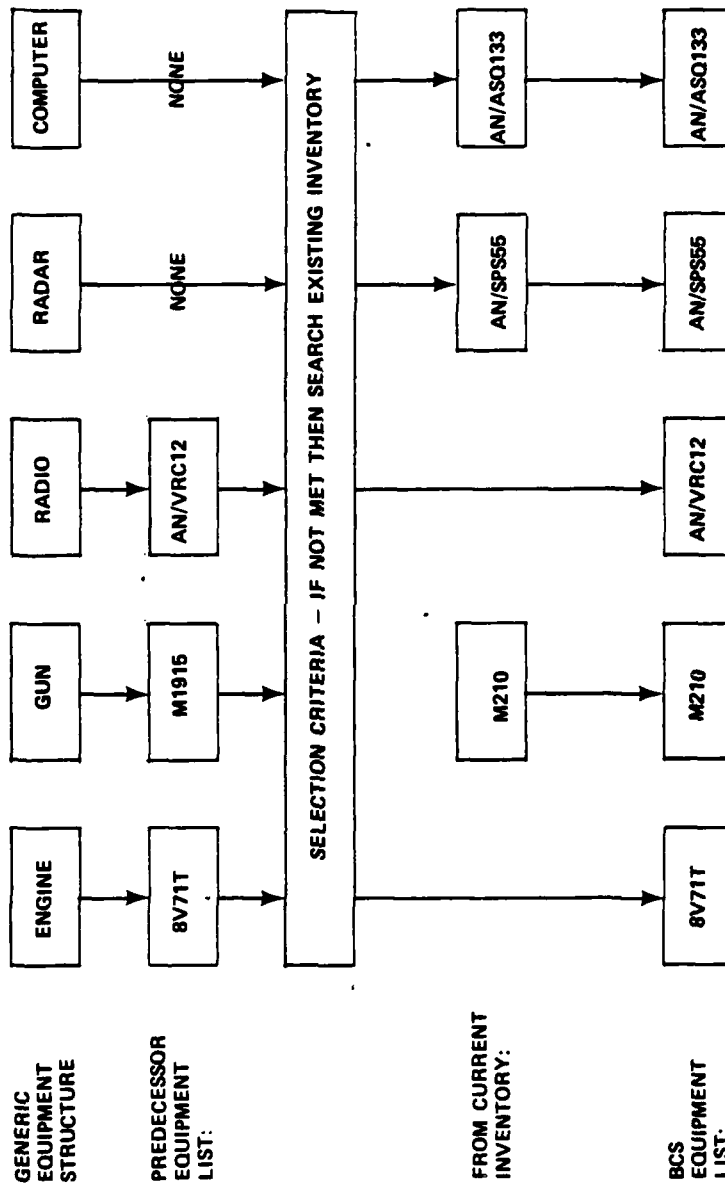 GENERIC
EQUIPMENT
STRUCTURE
ENGINE
GUN
RADIO
RADAR
COMPUTER
PREDECESSOR
EQUIPMENT
LIST:
8V71T
M1915
AN/VRC12
NONE
NONE
SELECTION CRITERIA – IF NOT MET THEN SEARCH EXISTING INVENTORY
FROM CURRENT
INVENTORY:
M210
AN/SPS55
AN/ASQ133
BCS
EQUIPMENT
LIST:
8V71T
M210
AN/VRC12
AN/SPS55
AN/ASQ133